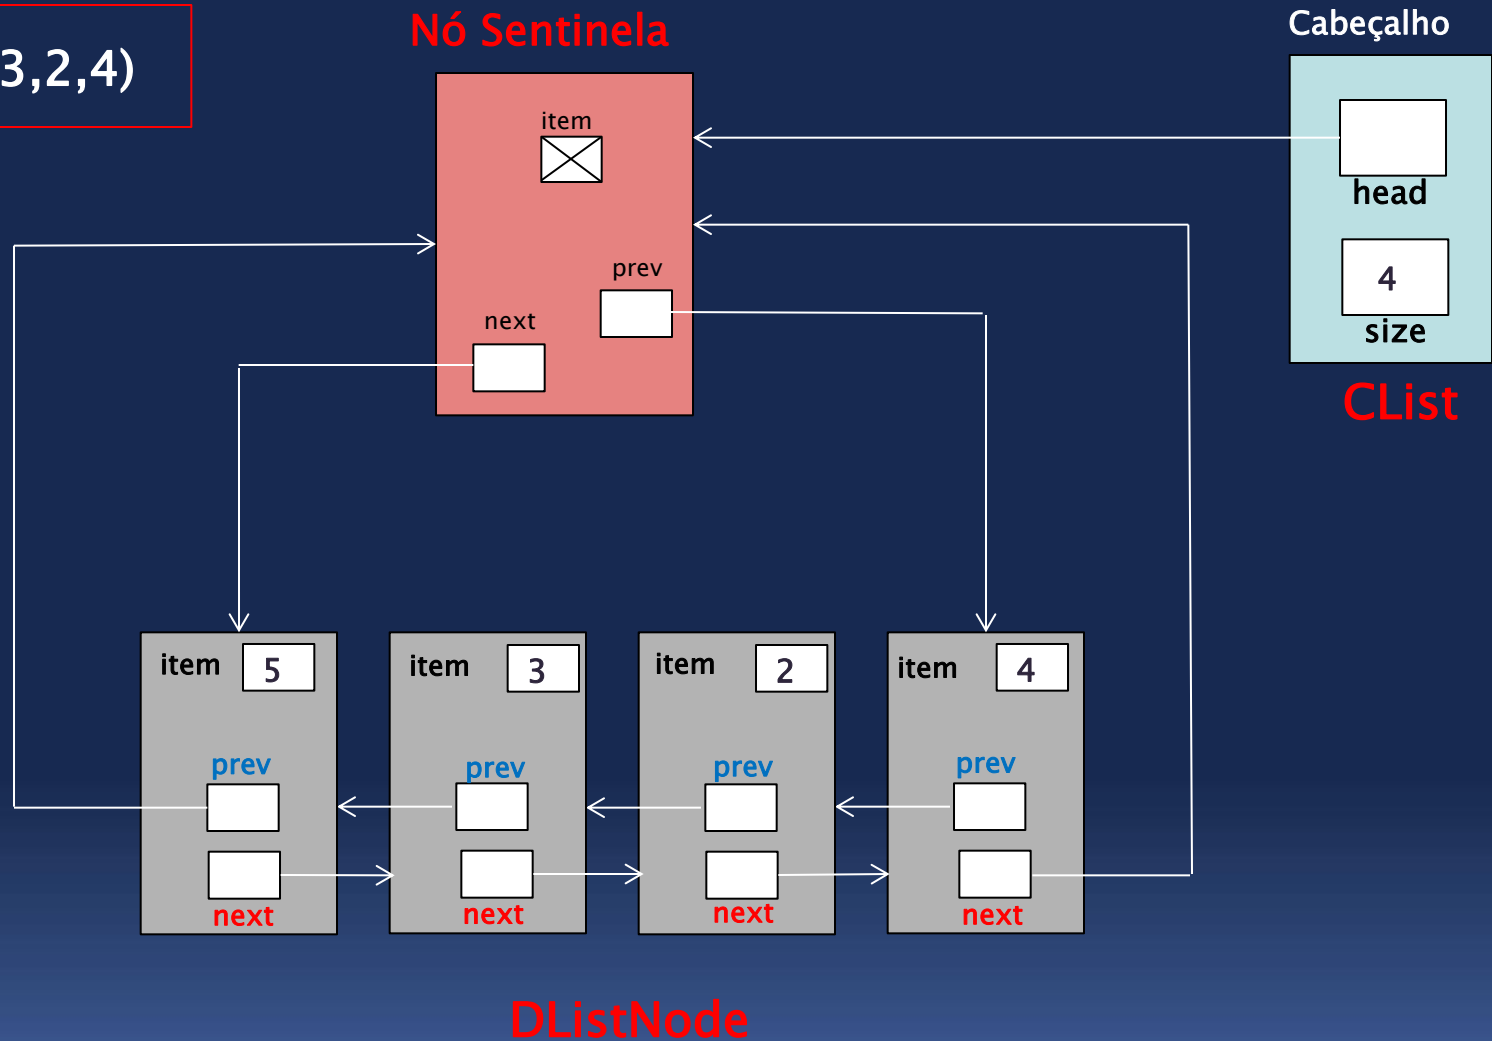 3,2,4)
Nó Sentinela
Cabeçalho
item
head
prev
4
next
size
CList
item 5
item 3
item 2
item 4
prev
prev
prev
prev
next
next
next
next
DListNode